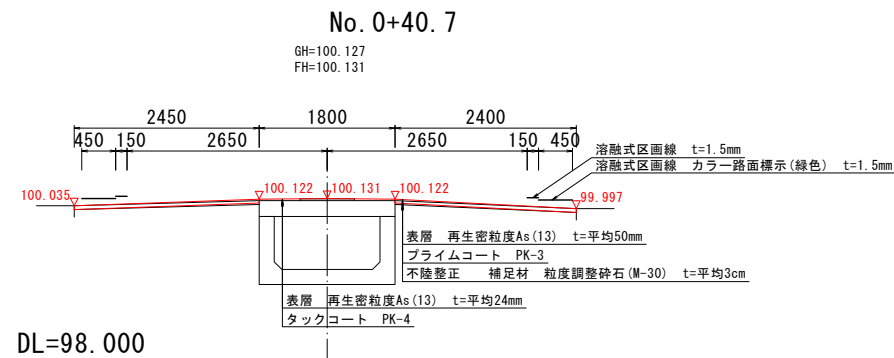 No.0+40.7
GH=100.127
FH=100.131
2450 1800 2400
450 150 2650 2650 150 450
溶融式区画線 t=1.5mm
溶融式区画線 カラー路面標示(緑色) t=1.5mm
100.035 100.122 100.131 100.122 99.997
表層 再生密粒度As(13) t=平均50mm
プライムコート PK-3
不陸整正 補足材 粒度調整砕石(M-30) t=平均3cm
表層 再生密粒度As(13) t=平均24mm
タックコート PK-4
DL=98.000